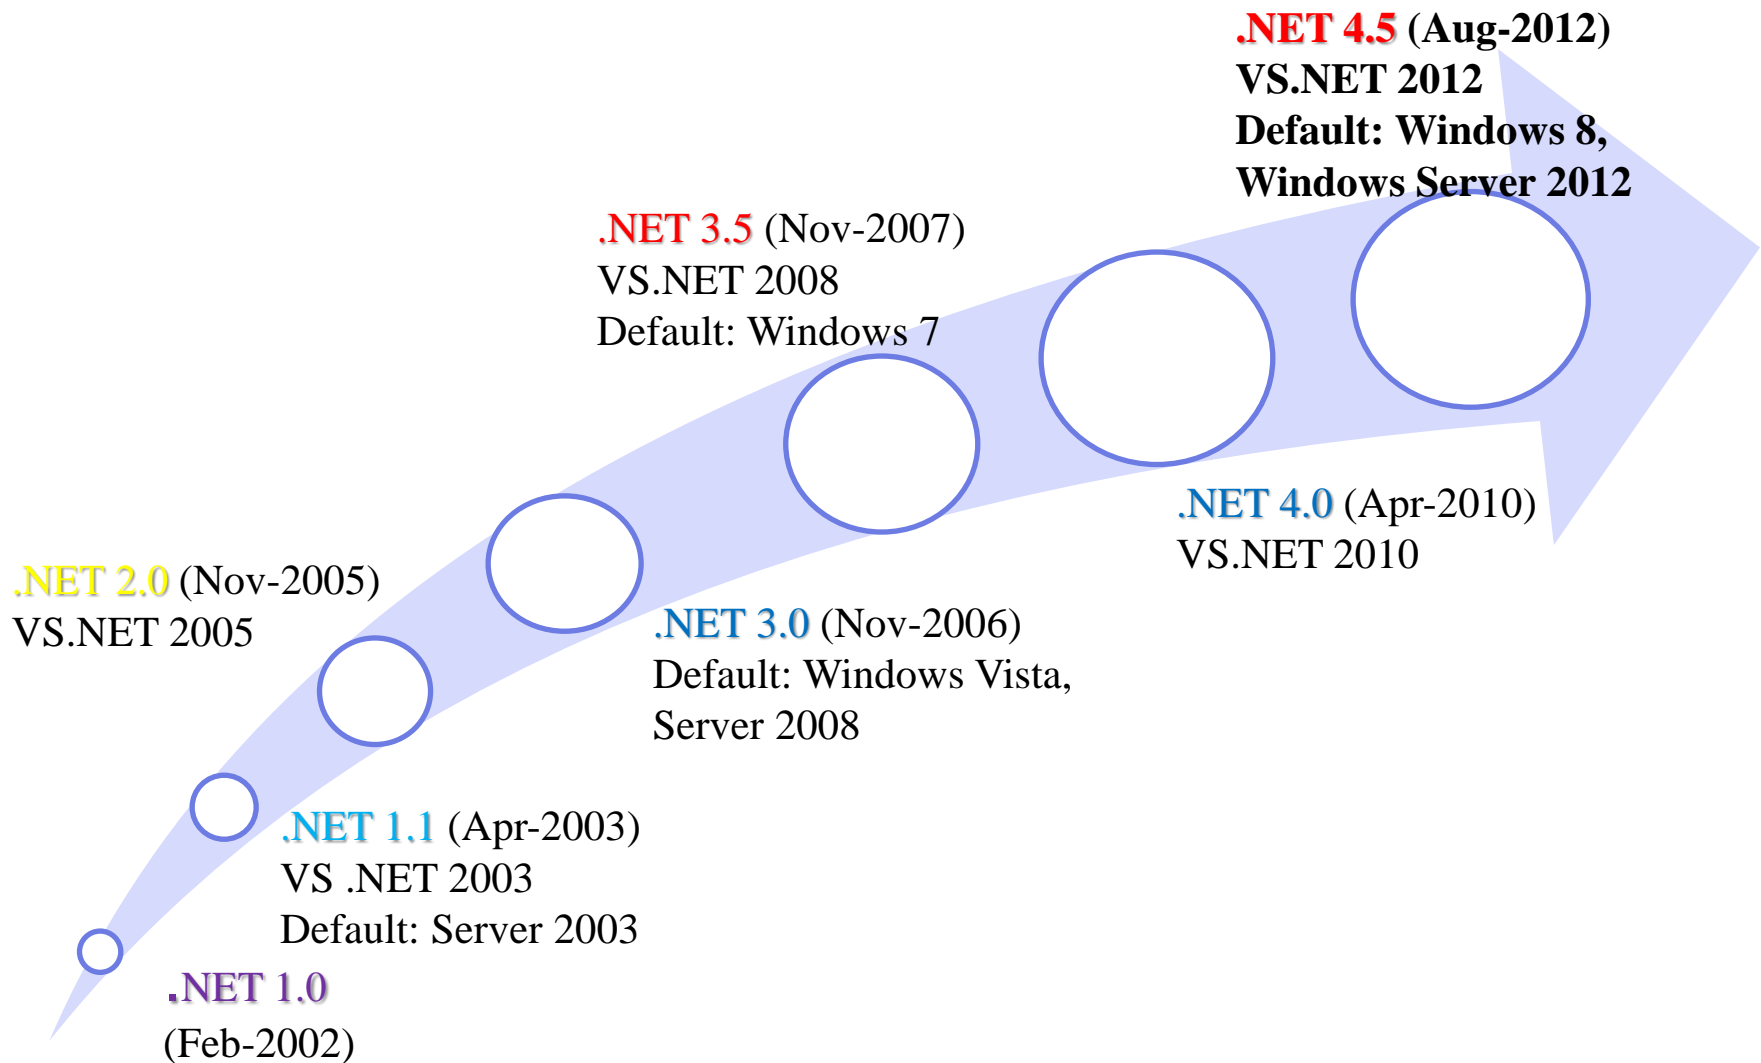 .NET 4.5 (Aug-2012)
VS.NET 2012
Default: Windows 8,
Windows Server 2012
.NET 3.5 (Nov-2007)
VS.NET 2008
Default: Windows 7
.NET 4.0 (Apr-2010)
VS.NET 2010
.NET 2.0 (Nov-2005)
VS.NET 2005
.NET 3.0 (Nov-2006)
Default: Windows Vista,
Server 2008
.NET 1.1 (Apr-2003)
VS .NET 2003
Default: Server 2003
.NET 1.0
(Feb-2002)